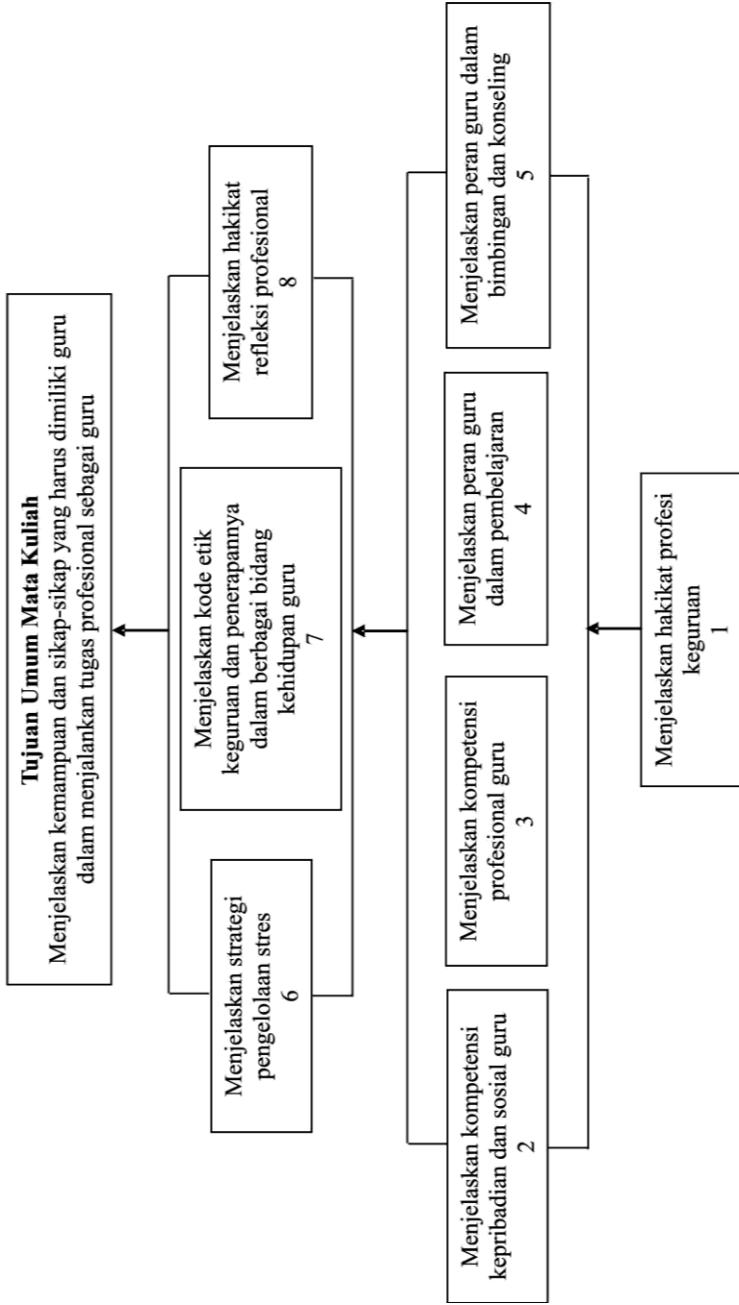 Tujuan Umum Mata Kuliah
Menjelaskan kemampuan dan sikap-sikap yang harus dimiliki guru
dalam menjalankan tugas profesional sebagai guru
Menjelaskan strategi
pengelolaan stres
6
Menjelaskan kode etik
keguruan dan penerapannya
dalam berbagai bidang
kehidupan guru
7
Menjelaskan hakikat
refleksi profesional
8
Menjelaskan kompetensi
kepribadian dan sosial guru
2
Menjelaskan kompetensi
profesional guru
3
Menjelaskan peran guru
dalam pembelajaran
4
Menjelaskan peran guru dalam
bimbingan dan konseling
5
Menjelaskan hakikat profesi
keguruan
1